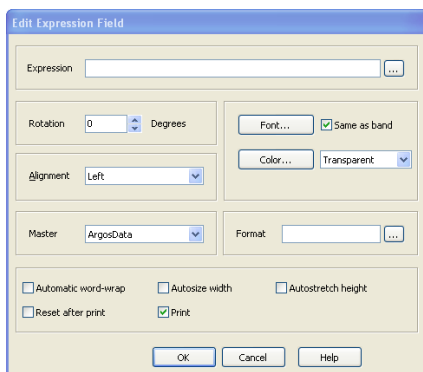 Edit Expression Field
Expression ...
Rotation 0 Degrees
Font... Same as band
Color... Transparent
Alignment Left
Master ArgosData
Format ...
Automatic word-wrap Autosize width Autostretch height
Reset after print Print
OK Cancel Help